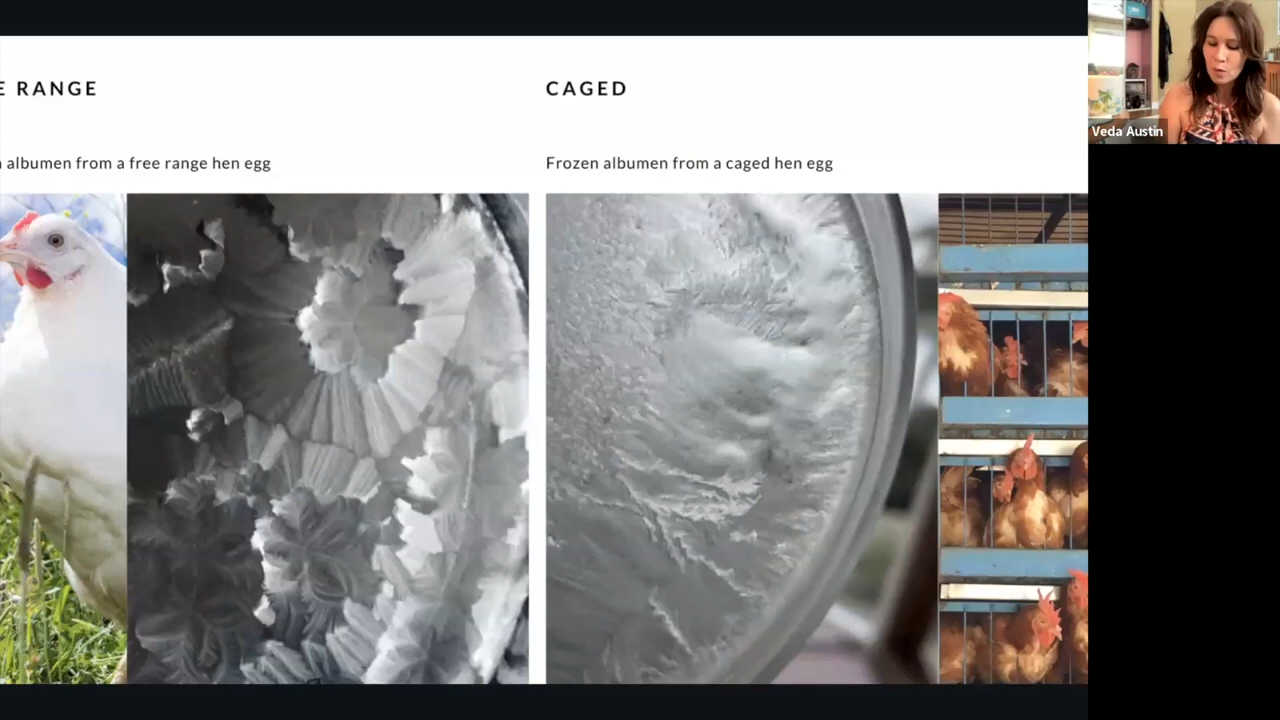 E RANGE
CAGED
albumen from a free range hen egg
Frozen albumen from a caged hen egg
Veda Austin